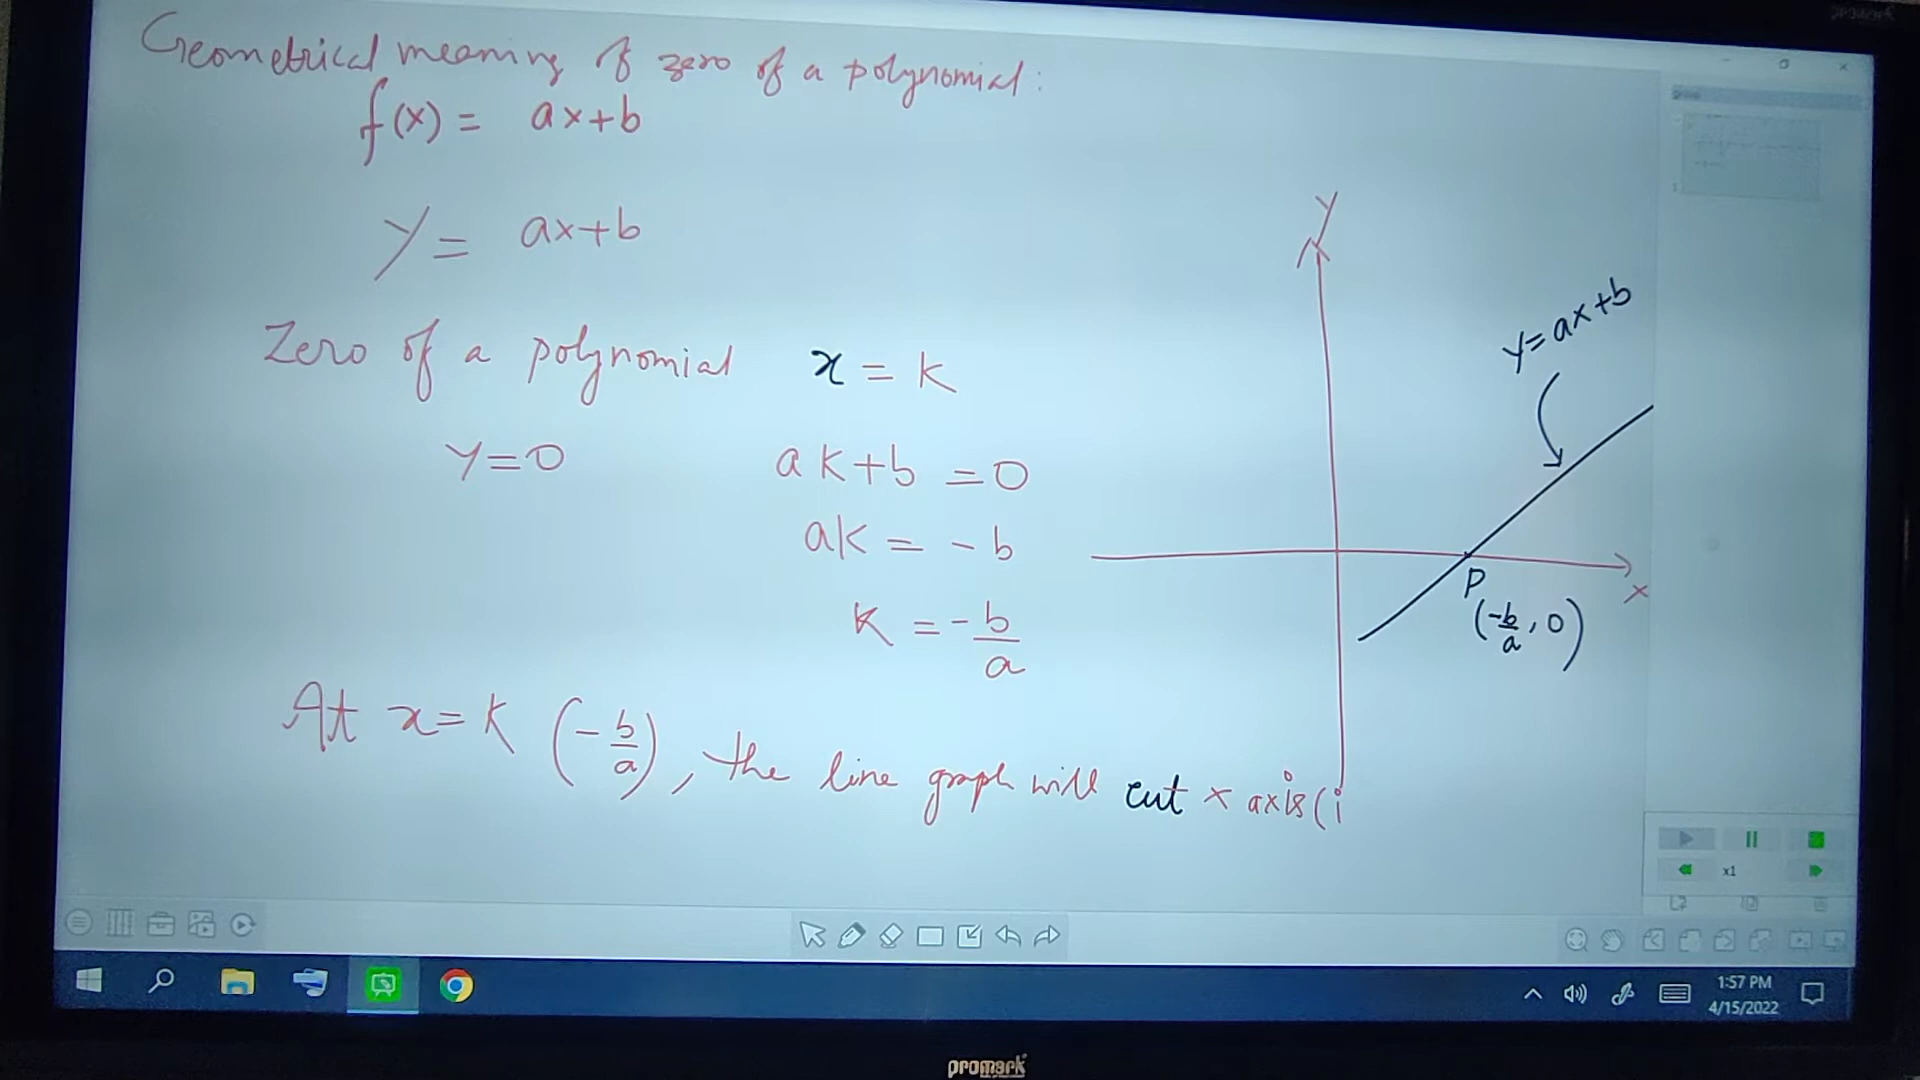 Geometrical meaning of zero of a polynomial:
f(x) = ax+b
y = ax+b
Zero of a polynomial x = k
y=0 ak+b =0
ak = -b
k = -b/a
At x=k (-b/a), the line graph will cut x axis (i
y
y=ax+b
x
P
(-b/a, 0)
x1
1:57 PM
4/15/2022
promark